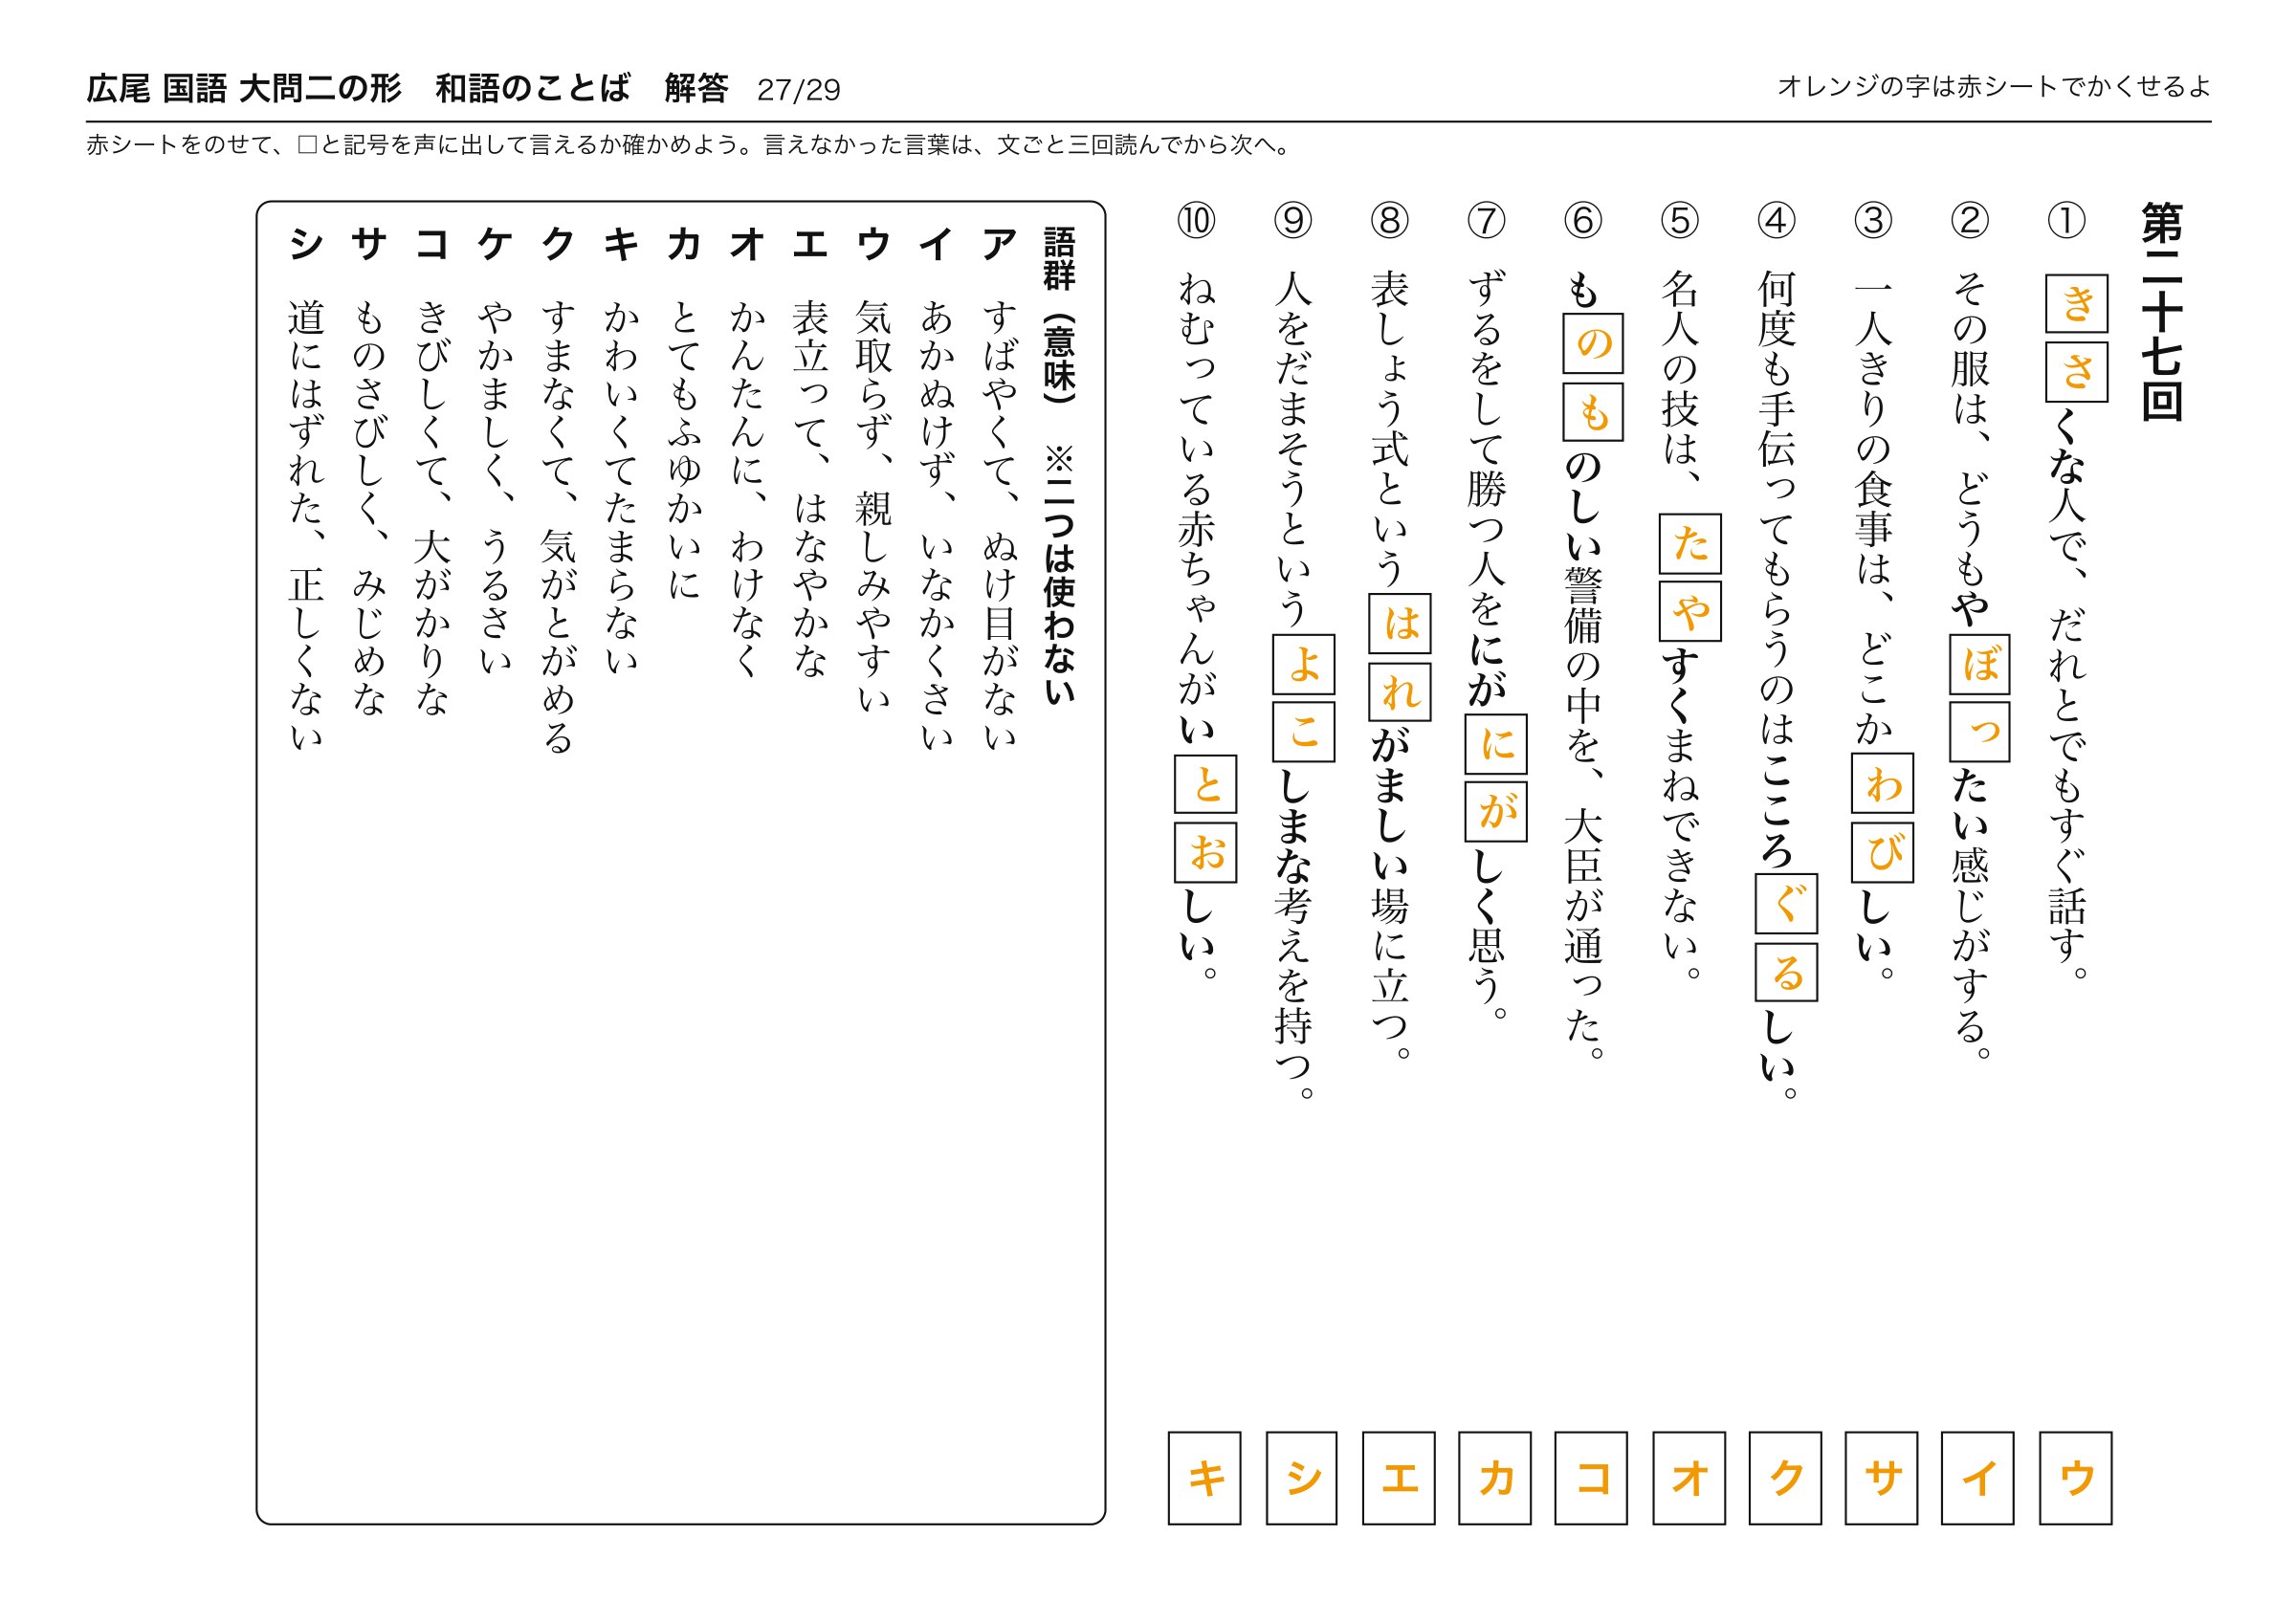 広尾 国語 大問二の形　和語のことば　解答　27/29
オレンジの字は赤シートでかくせるよ
赤シートをのせて、□と記号を声に出して言えるか確かめよう。言えなかった言葉は、文ごと三回読んでから次へ。
第二十七回
① きさくな人で、だれとでもすぐ話す。 ウ
② その服は、どうもやぼったい感じがする。 イ
③ 一人きりの食事は、どこかわびしい。 サ
④ 何度も手伝ってもらうのはこころぐるしい。 ク
⑤ 名人の技は、たやすくまねできない。 オ
⑥ ものものしい警備の中を、大臣が通った。 コ
⑦ ずるをして勝つ人をにがにがしく思う。 カ
⑧ 表しょう式というはれがましい場に立つ。 エ
⑨ 人をだまそうというよこしまな考えを持つ。 シ
⑩ ねむっている赤ちゃんがいとおしい。 キ
語群（意味）　※二つは使わない
ア　すばやくて、ぬけ目がない
イ　あかぬけず、いなかくさい
ウ　気取らず、親しみやすい
エ　表立って、はなやかな
オ　かんたんに、わけなく
カ　とてもふゆかいに
キ　かわいくてたまらない
ク　すまなくて、気がとがめる
ケ　やかましく、うるさい
コ　きびしくて、大がかりな
サ　ものさびしく、みじめな
シ　道にはずれた、正しくない